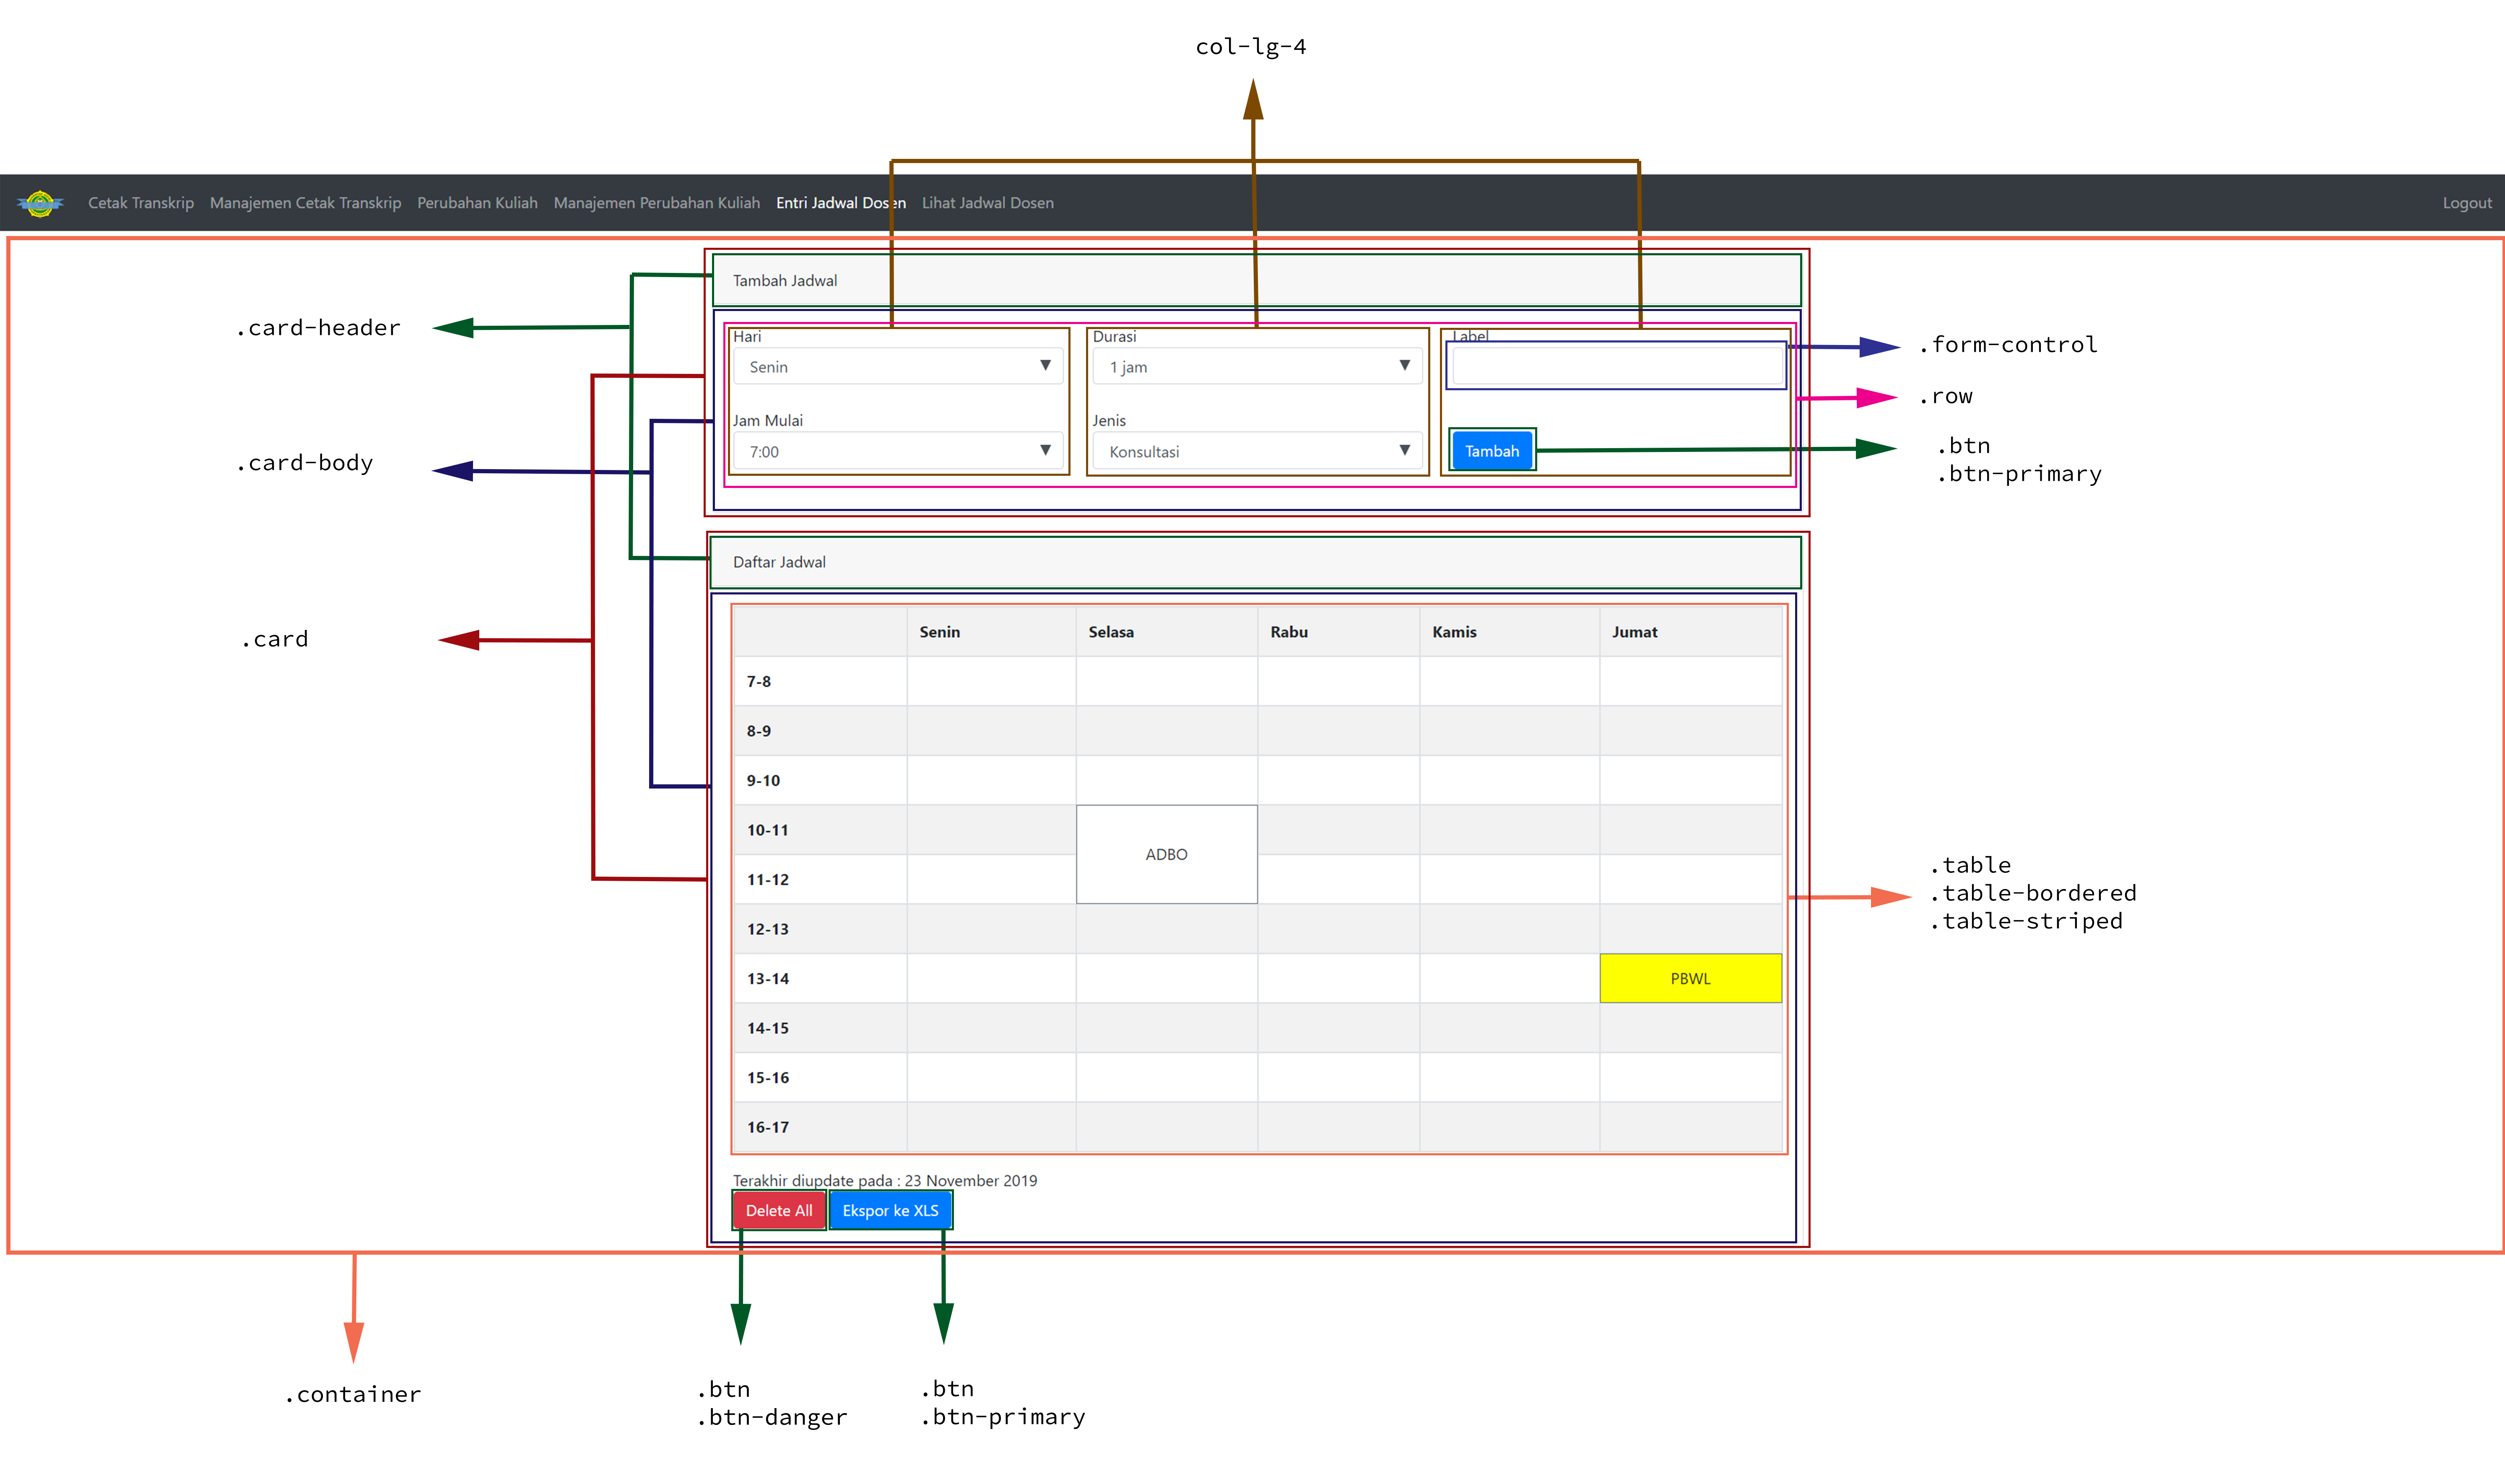 col-lg-4
Cetak Transkrip Manajemen Cetak Transkrip Perubahan Kuliah Manajemen Perubahan Kuliah Entri Jadwal Dosen Lihat Jadwal Dosen Logout
Tambah Jadwal
.card-header
Hari Durasi Label
.form-control
Senin 1 jam
.row
Jam Mulai Jenis
.btn
7:00 Konsultasi Tambah
.card-body
.btn-primary
Daftar Jadwal
Senin Selasa Rabu Kamis Jumat
.card
7-8
8-9
9-10
10-11
ADBO
.table
11-12
.table-bordered
.table-striped
12-13
13-14 PBWL
14-15
15-16
16-17
Terakhir diupdate pada : 23 November 2019
Delete All Ekspor ke XLS
.container
.btn
.btn-danger
.btn
.btn-primary